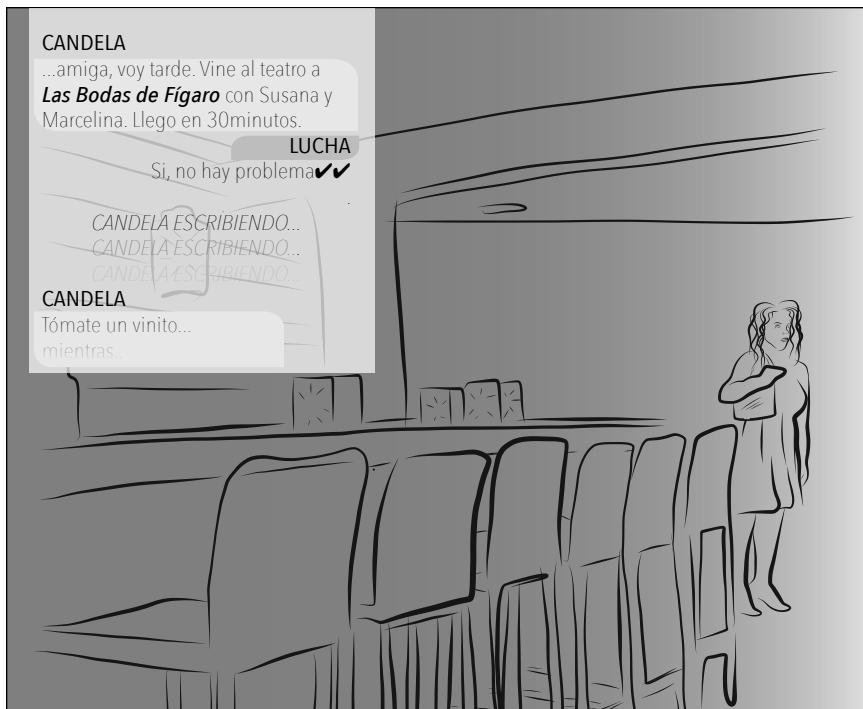 CANDELA
...amiga, voy tarde. Vine al teatro a
Las Bodas de Fígaro con Susana y
Marcelina. Llego en 30minutos.
LUCHA
Si, no hay problema✔✔
CANDELA ESCRIBIENDO...
CANDELA ESCRIBIENDO...
CANDELA ESCRIBIENDO...
CANDELA
Tómate un vinito...
mientras..